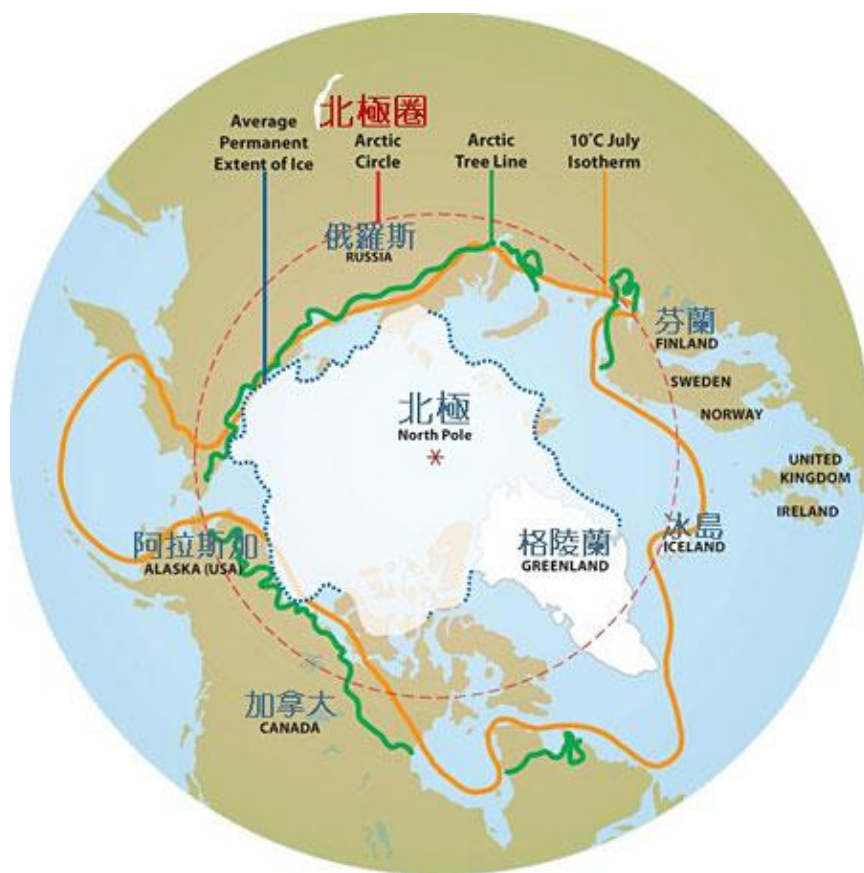 北極圈
Average
Permanent
Extent of Ice
Arctic
Circle
Arctic
Tree Line
10°C July
Isotherm
俄羅斯
RUSSIA
芬蘭
FINLAND
SWEDEN
NORWAY
北極
North Pole
UNITED
KINGDOM
IRELAND
格陵蘭
GREENLAND
冰島
ICELAND
阿拉斯加
ALASKA (USA)
加拿大
CANADA